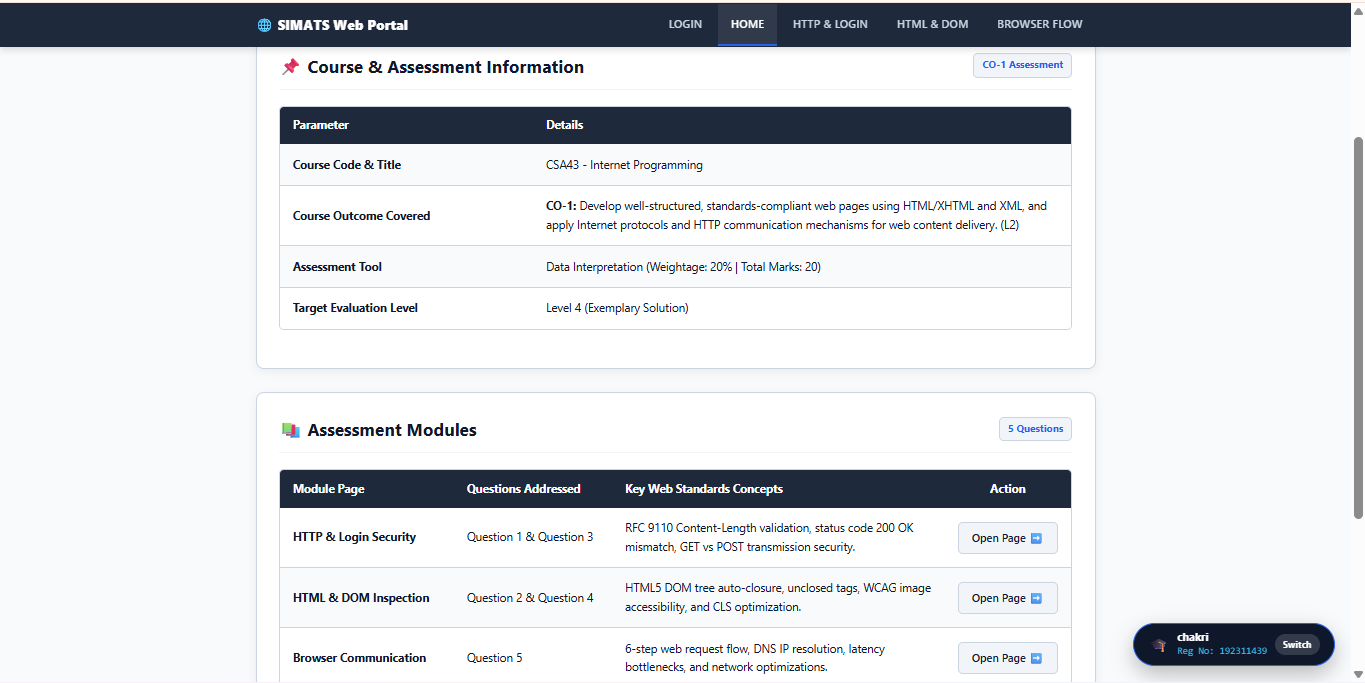 SIMATS Web Portal
LOGIN
HOME
HTTP & LOGIN
HTML & DOM
BROWSER FLOW
Course & Assessment Information
CO-1 Assessment
Parameter Details
Course Code & Title CSA43 - Internet Programming
Course Outcome Covered CO-1: Develop well-structured, standards-compliant web pages using HTML/XHTML and XML, and
apply Internet protocols and HTTP communication mechanisms for web content delivery. (L2)
Assessment Tool Data Interpretation (Weightage: 20% | Total Marks: 20)
Target Evaluation Level Level 4 (Exemplary Solution)
Assessment Modules
5 Questions
Module Page Questions Addressed Key Web Standards Concepts Action
HTTP & Login Security Question 1 & Question 3 RFC 9110 Content-Length validation, status code 200 OK
mismatch, GET vs POST transmission security.
Open Page
HTML & DOM Inspection Question 2 & Question 4 HTML5 DOM tree auto-closure, unclosed tags, WCAG image
accessibility, and CLS optimization.
Open Page
Browser Communication Question 5 6-step web request flow, DNS IP resolution, latency
bottlenecks, and network optimizations.
Open Page
chakri
Reg No: 192311439
Switch